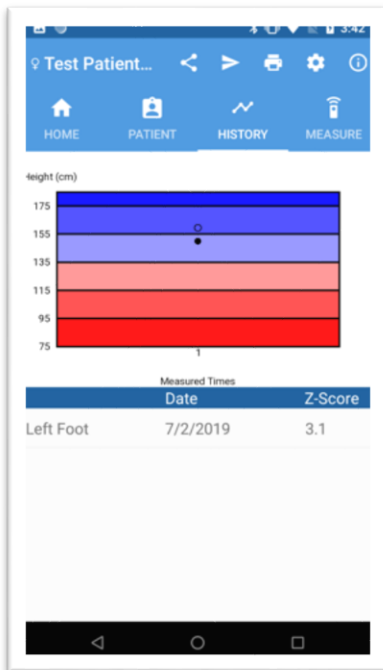 3:42
Test Patient...
HOME PATIENT HISTORY MEASURE
Height (cm)
175
155
135
115
95
75
1
Measured Times
Date Z-Score
Left Foot 7/2/2019 3.1